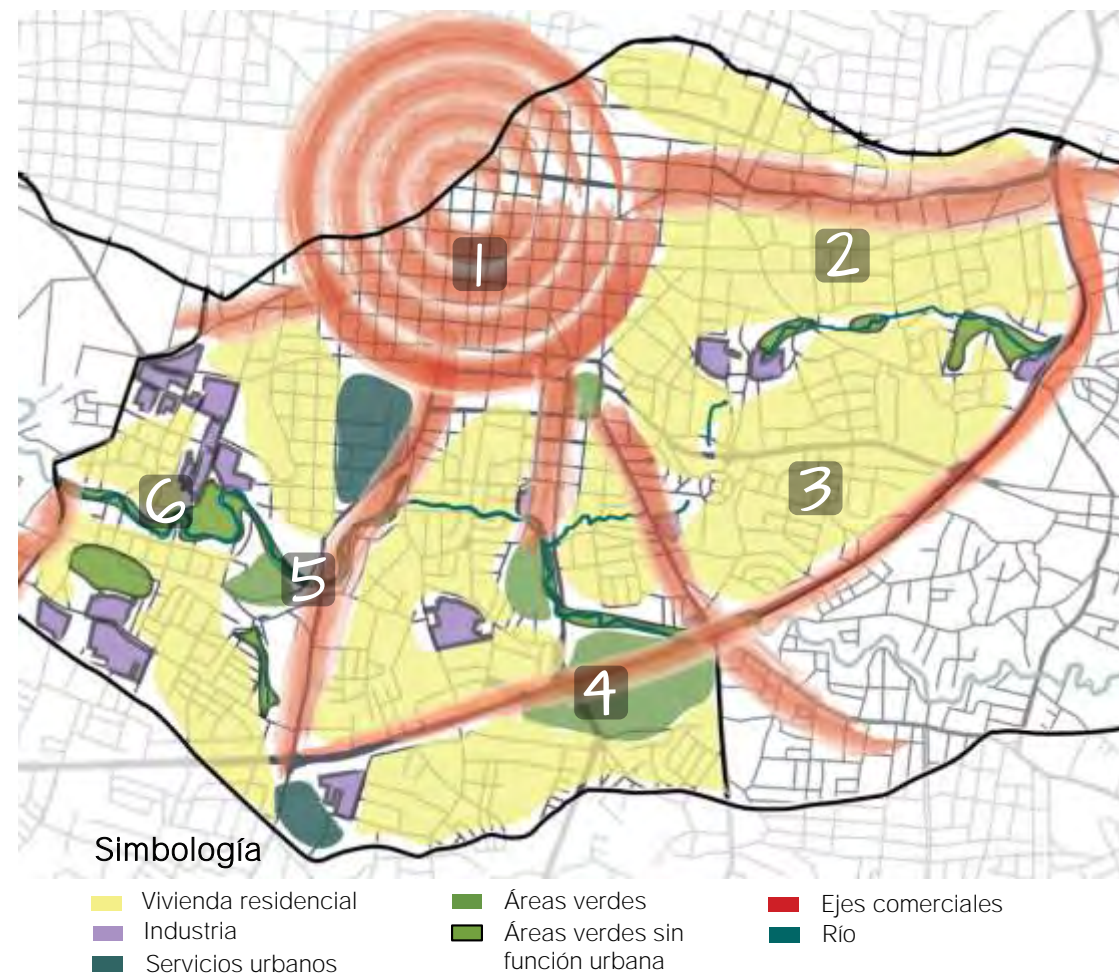 1
2
3
4
5
6
Simbología
Vivienda residencial
Industria
Servicios urbanos
Áreas verdes
Áreas verdes sin
función urbana
Ejes comerciales
Río